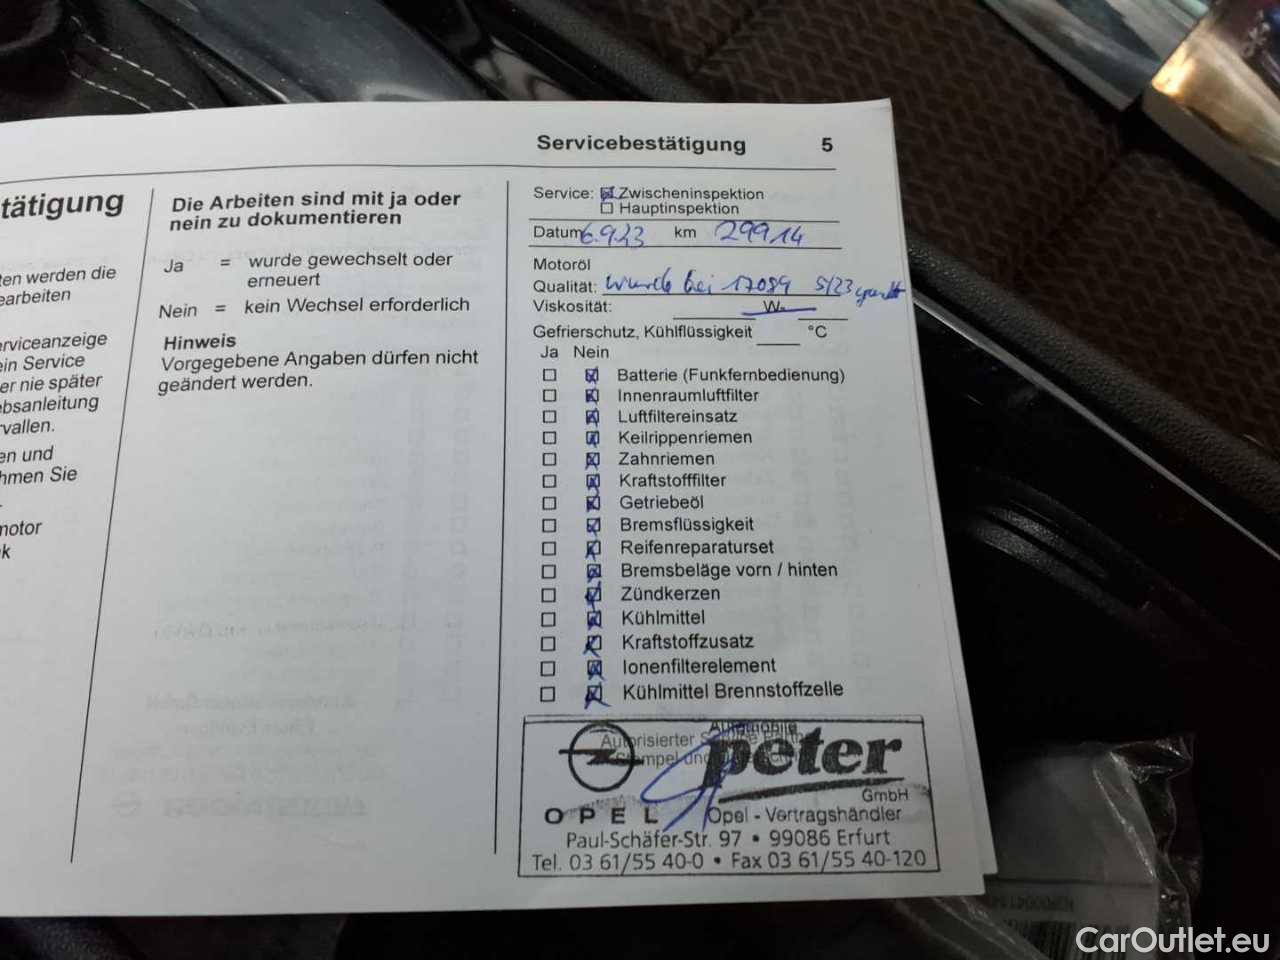 Servicebestätigung 5
tätigung
ten werden die
earbeiten
rviceanzeige
ein Service
er nie später
ebsanleitung
rvallen.
en und
hmen Sie
motor
k
Die Arbeiten sind mit ja oder
nein zu dokumentieren
Ja = wurde gewechselt oder
erneuert
Nein = kein Wechsel erforderlich
Hinweis
Vorgegebene Angaben dürfen nicht
geändert werden.
Service: Zwischeninspektion
Hauptinspektion
Datum 6.9.23 km 29914
Motoröl
Qualität: wurde bei 17089 5/23
Viskosität: W-
Gefrierschutz, Kühlflüssigkeit °C
Ja Nein
Batterie (Funkfernbedienung)
Innenraumluftfilter
Luftfiltereinsatz
Keilrippenriemen
Zahnriemen
Kraftstofffilter
Getriebeöl
Bremsflüssigkeit
Reifenreparaturset
Bremsbeläge vorn / hinten
Zündkerzen
Kühlmittel
Kraftstoffzusatz
Ionenfilterelement
Kühlmittel Brennstoffzelle
Automobile
Autorisierter
Stempel und
peter
GmbH
OPEL Opel - Vertragshändler
Paul-Schäfer-Str. 97 • 99086 Erfurt
Tel. 03 61/55 40-0 • Fax 03 61/55 40-120
CarOutlet.eu